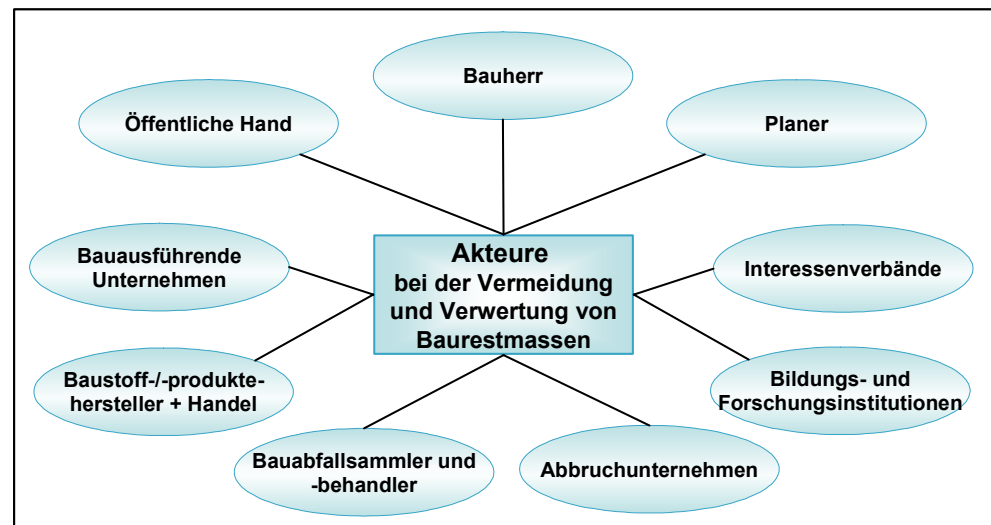 Bauherr
Öffentliche Hand
Planer
Akteure
bei der Vermeidung
und Verwertung von
Baurestmassen
Bauausführende
Unternehmen
Interessenverbände
Baustoff-/-produkte-
hersteller + Handel
Bildungs- und
Forschungsinstitutionen
Bauabfallsammler und
-behandler
Abbruchunternehmen